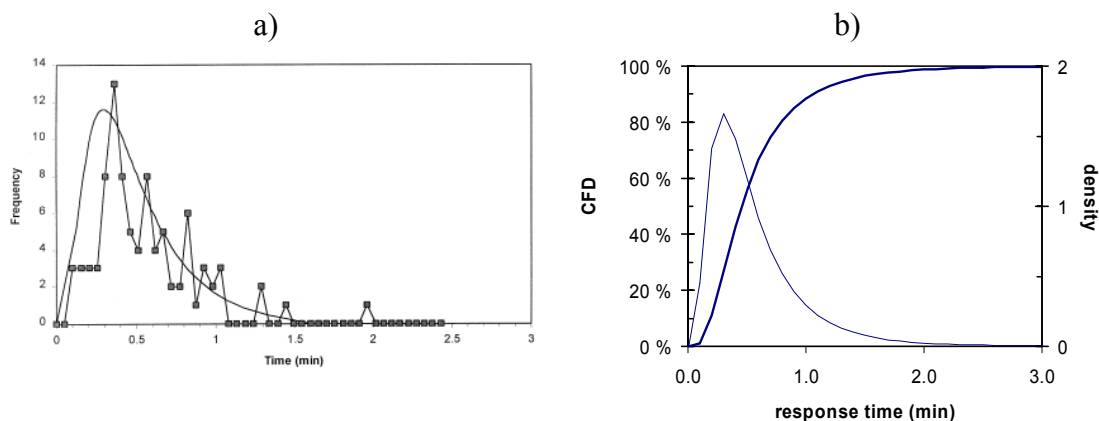 a)
14
12
10
8
6
4
2
0
Frequency
0 0.5 1 1.5 2 2.5 3
Time (min)
b)
100 %
80 %
60 %
40 %
20 %
0 %
CFD
2
1
0
density
0.0 1.0 2.0 3.0
response time (min)